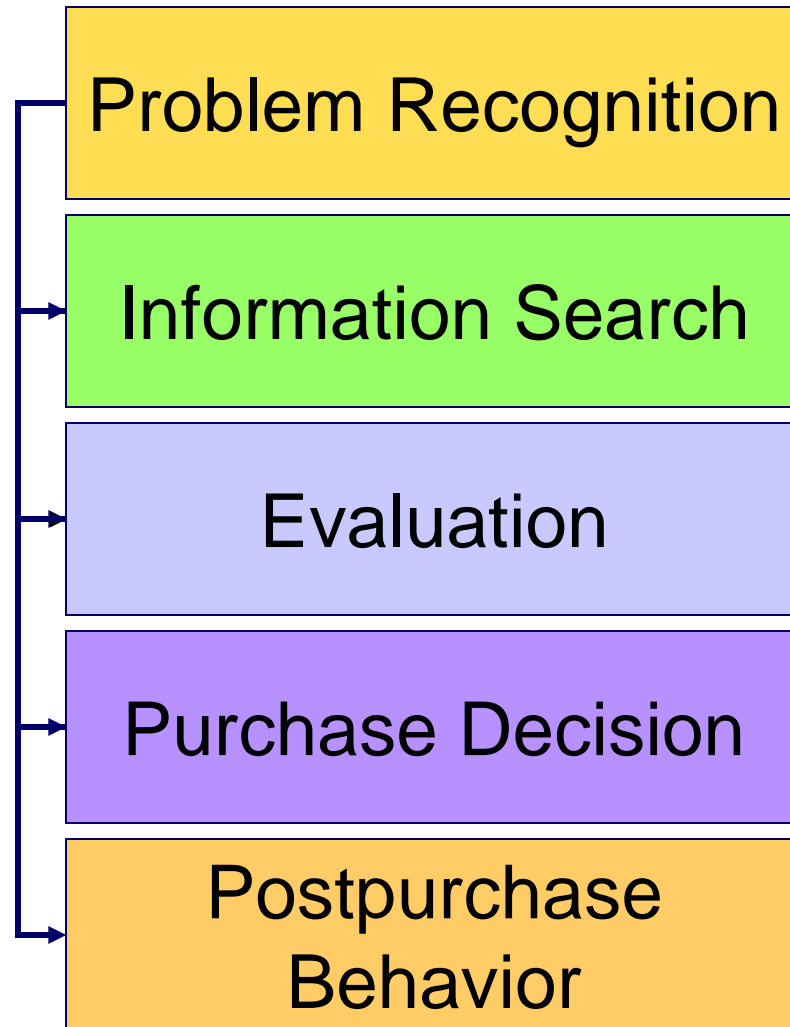 Problem Recognition
Information Search
Evaluation
Purchase Decision
Postpurchase
Behavior